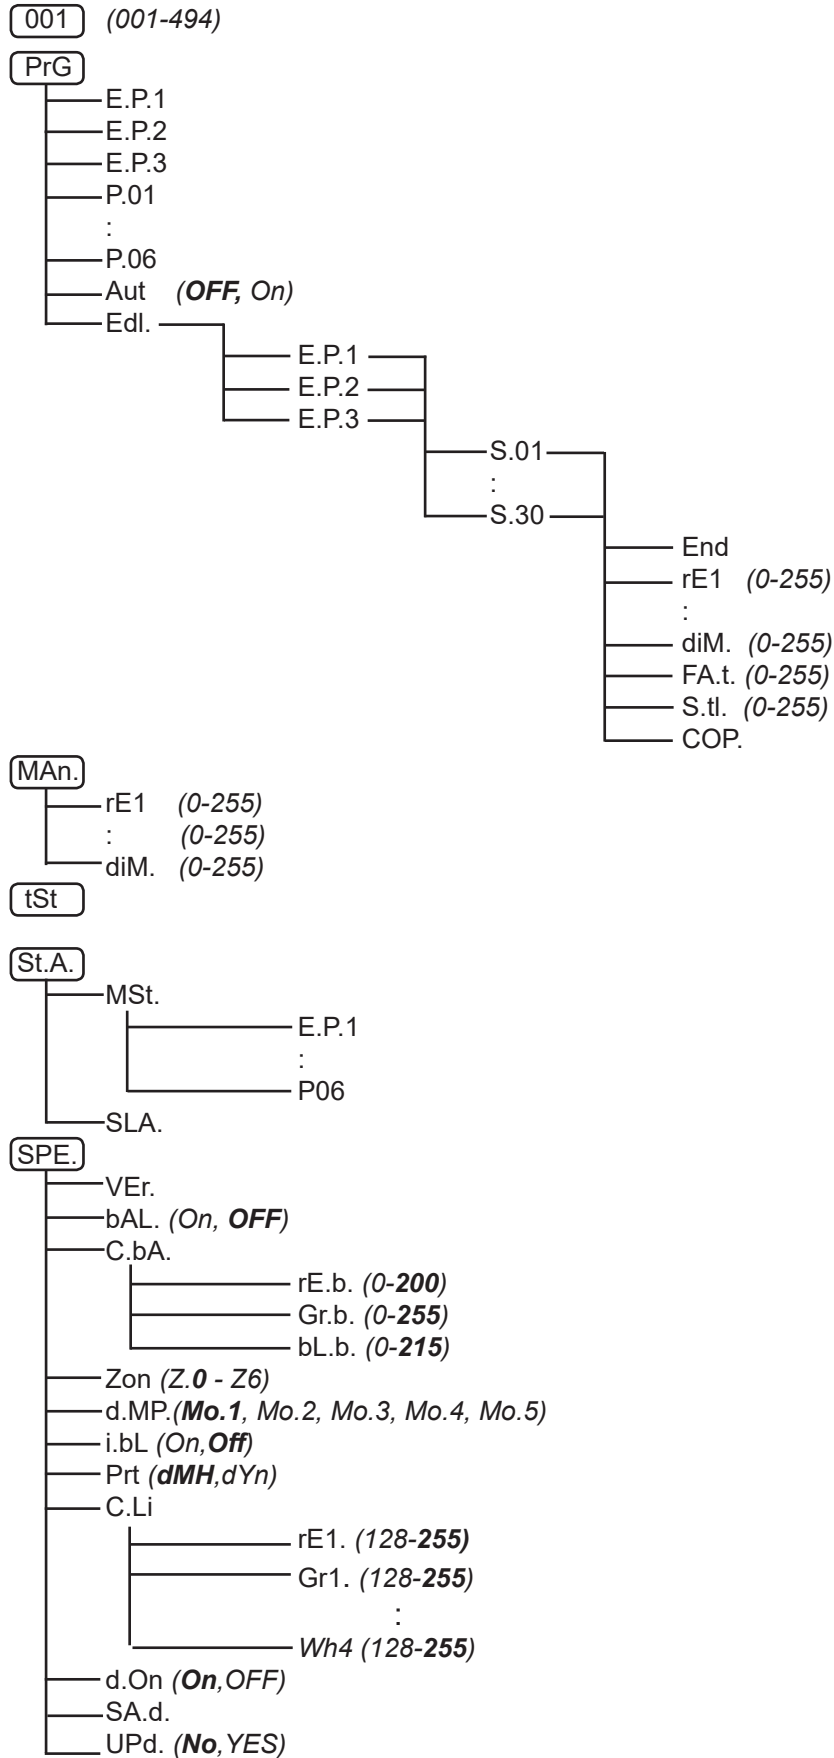 001 (001-494)
PrG
E.P.1
E.P.2
E.P.3
P.01
:
P.06
Aut (OFF, On)
Edl.
E.P.1
E.P.2
E.P.3
S.01
:
S.30
End
rE1 (0-255)
:
diM. (0-255)
FA.t. (0-255)
S.tl. (0-255)
COP.
MAn.
rE1 (0-255)
: (0-255)
diM. (0-255)
tSt
St.A.
MSt.
E.P.1
:
P06
SLA.
SPE.
VEr.
bAL. (On, OFF)
C.bA.
rE.b. (0-200)
Gr.b. (0-255)
bL.b. (0-215)
Zon (Z.0 - Z6)
d.MP.(Mo.1, Mo.2, Mo.3, Mo.4, Mo.5)
i.bL (On,Off)
Prt (dMH,dYn)
C.Li
rE1. (128-255)
Gr1. (128-255)
:
Wh4 (128-255)
d.On (On,OFF)
SA.d.
UPd. (No,YES)